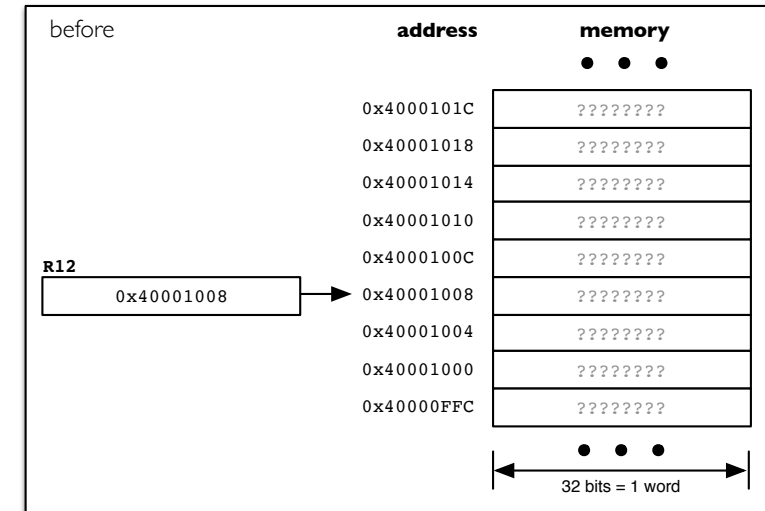 before address memory
• • •
0x4000101C ????????
0x40001018 ????????
0x40001014 ????????
0x40001010 ????????
0x4000100C ????????
R12
0x40001008 0x40001008 ????????
0x40001004 ????????
0x40001000 ????????
0x40000FFC ????????
• • •
32 bits = 1 word